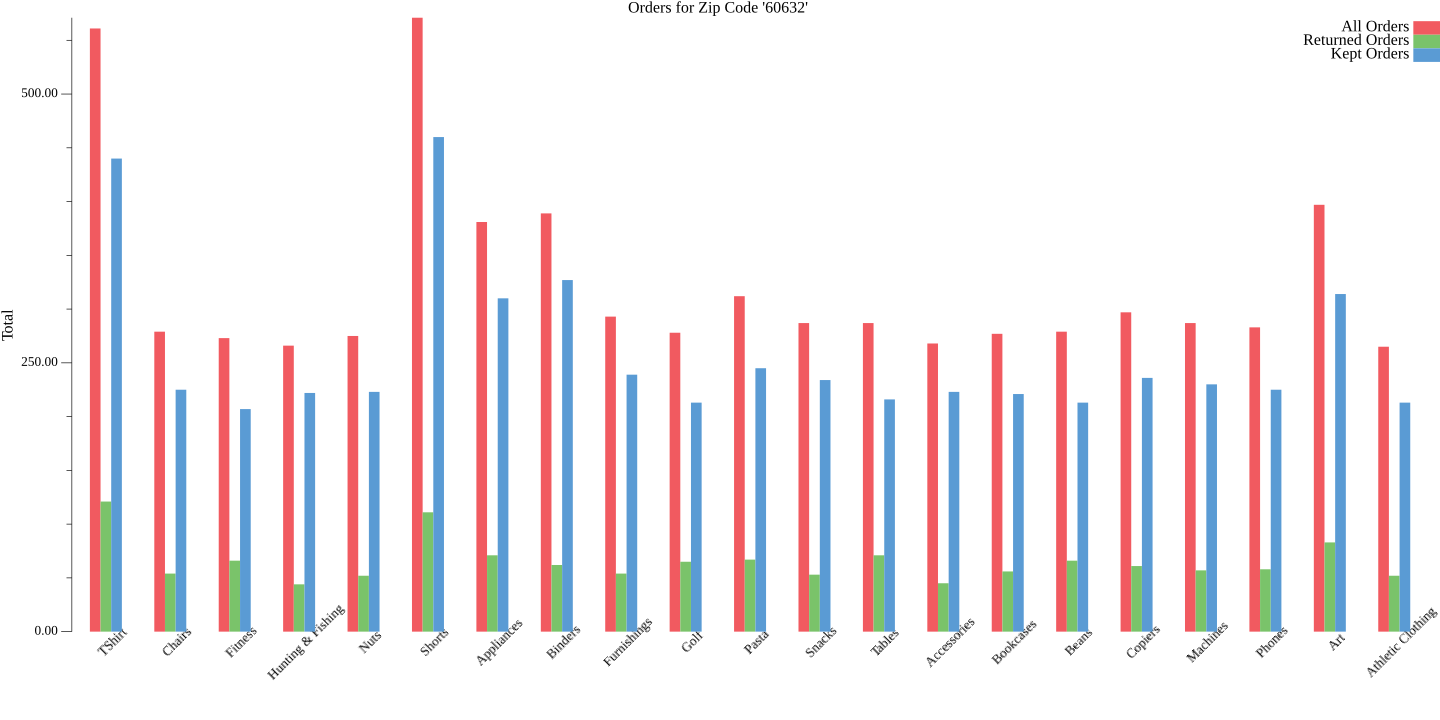 Orders for Zip Code '60632'
All Orders
Returned Orders
Kept Orders
500.00
250.00
0.00
Total
TShirt
Chairs
Fitness
Hunting & Fishing
Nuts
Shorts
Appliances
Binders
Furnishings
Golf
Pasta
Snacks
Tables
Accessories
Bookcases
Beans
Copiers
Machines
Phones
Art
Athletic Clothing